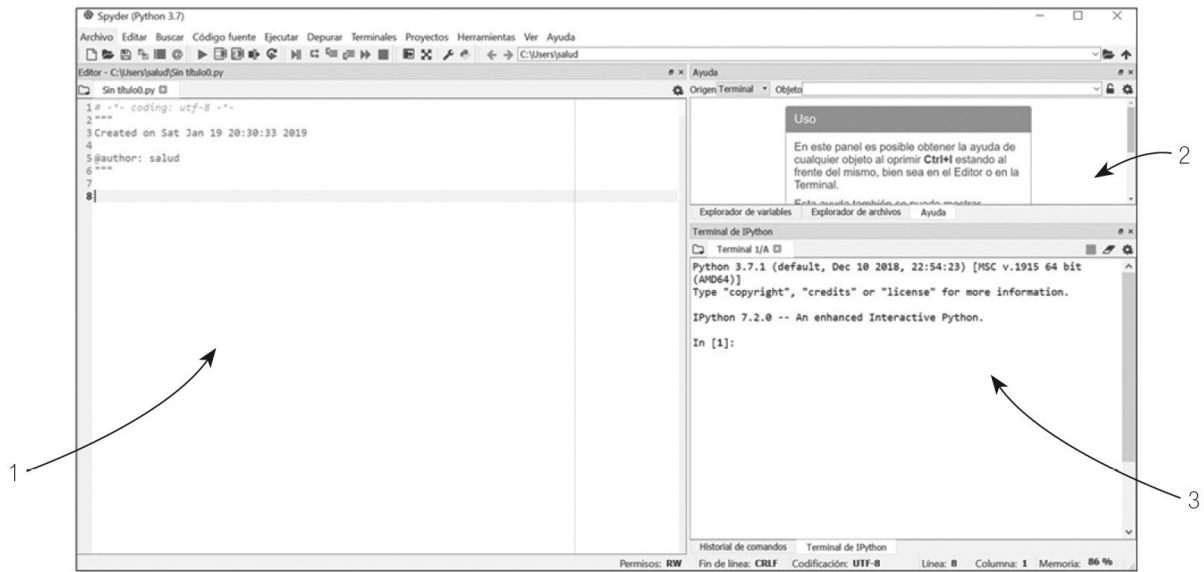 Spyder (Python 3.7)
Archivo Editar Buscar Código fuente Ejecutar Depurar Terminales Proyectos Herramientas Ver Ayuda
C:\Users\salud
Editor - C:\Users\salud\Sin título0.py
Sin título0.py
1 # -*- coding: utf-8 -*-
2 """
3 Created on Sat Jan 19 20:30:33 2019
4
5 @author: salud
6 """
7
8
1
Ayuda
Origen Terminal Objeto
Uso
En este panel es posible obtener la ayuda de
cualquier objeto al oprimir Ctrl+I estando al
frente del mismo, bien sea en el Editor o en la
Terminal.
Esta ayuda también se puede mostrar
2
Explorador de variables Explorador de archivos Ayuda
Terminal de IPython
Terminal 1/A
Python 3.7.1 (default, Dec 10 2018, 22:54:23) [MSC v.1915 64 bit
(AMD64)]
Type "copyright", "credits" or "license" for more information.
IPython 7.2.0 -- An enhanced Interactive Python.
In [1]:
3
Historial de comandos Terminal de IPython
Permisos: RW Fin de línea: CRLF Codificación: UTF-8 Línea: 8 Columna: 1 Memoria: 86 %